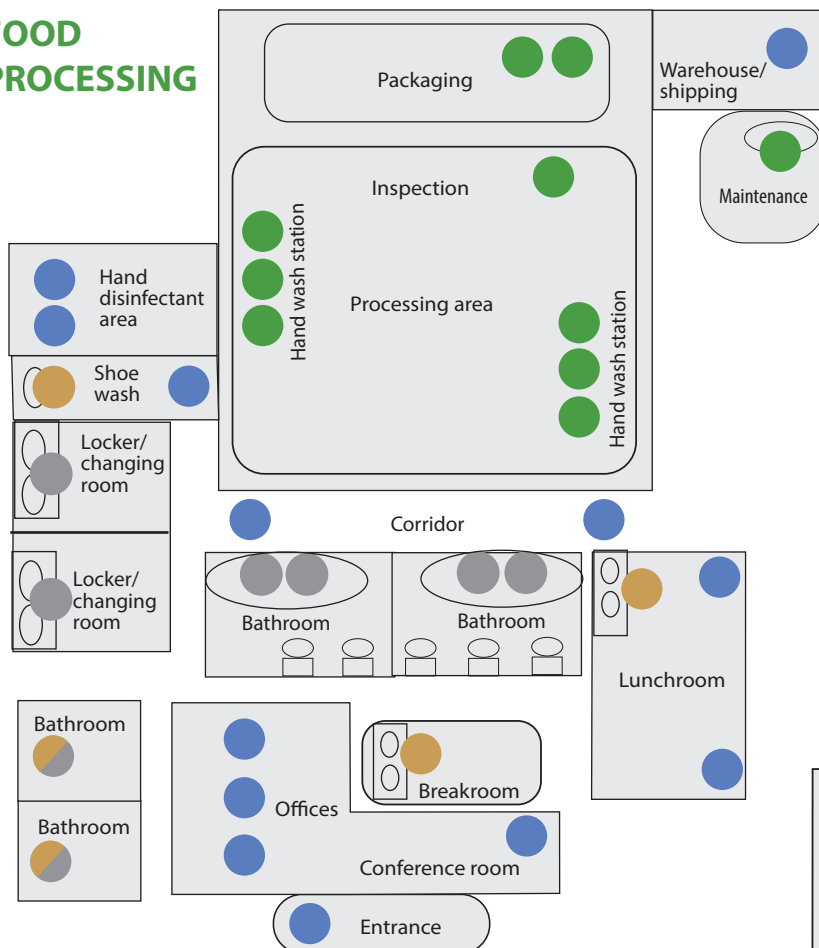 OOD
PROCESSING
Packaging
Warehouse/
shipping
Maintenance
Inspection
Hand wash station
Processing area
Hand wash station
Hand
disinfectant
area
Shoe
wash
Locker/
changing
room
Locker/
changing
room
Corridor
Bathroom
Bathroom
Lunchroom
Bathroom
Bathroom
Offices
Breakroom
Conference room
Entrance